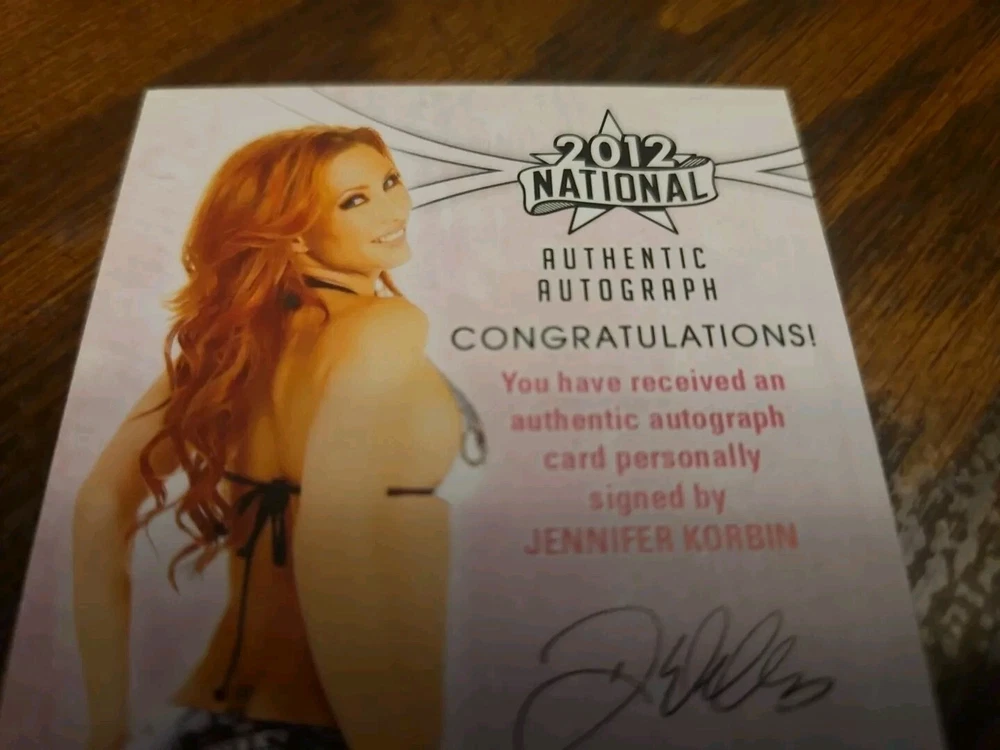 2012
NATIONAL
AUTHENTIC
AUTOGRAPH
CONGRATULATIONS!
You have received an
authentic autograph
card personally
signed by
JENNIFER KORBIN